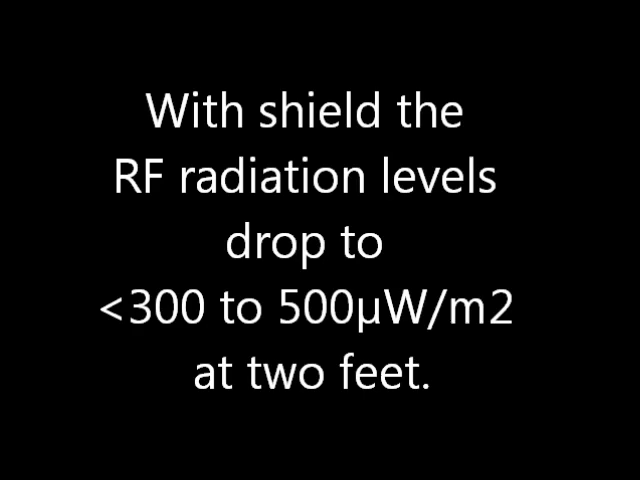 With shield the
RF radiation levels
drop to
<300 to 500µW/m2
at two feet.